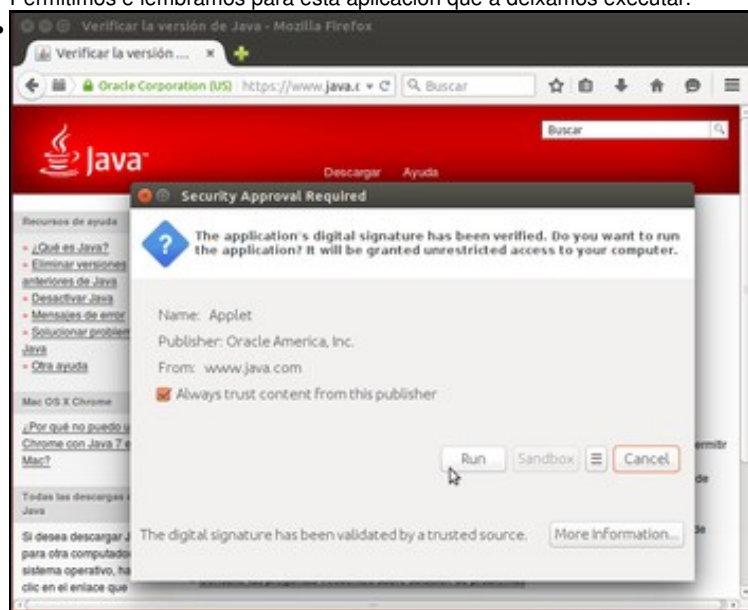 Permitimos e lembramos para esta aplicación que a deixamos executar.
Verificar la versión de Java - Mozilla Firefox
Verificar la versión ....
Oracle Corporation (US) https://www.java.c
Buscar
Java
Buscar
Descargar Ayuda
Security Approval Required
The application's digital signature has been verified. Do you want to run
the application? It will be granted unrestricted access to your computer.
Name: Applet
Publisher: Oracle America, Inc.
From: www.java.com
Always trust content from this publisher
Run Sandbox Cancel
The digital signature has been validated by a trusted source. More Information...
Recursos de ayuda
¿Qué es Java?
Eliminar versiones
anteriores de Java
Desactivar Java
Mensajes de error
Solucionar
Java
Otra ayuda
Mac OS X Chrome
¿Por qué no puedo
Chrome con Java 7
Mac?
Todas las descargas
Java
Si desea descargar
para otra
sistema operativo,
clic en el enlace que
de